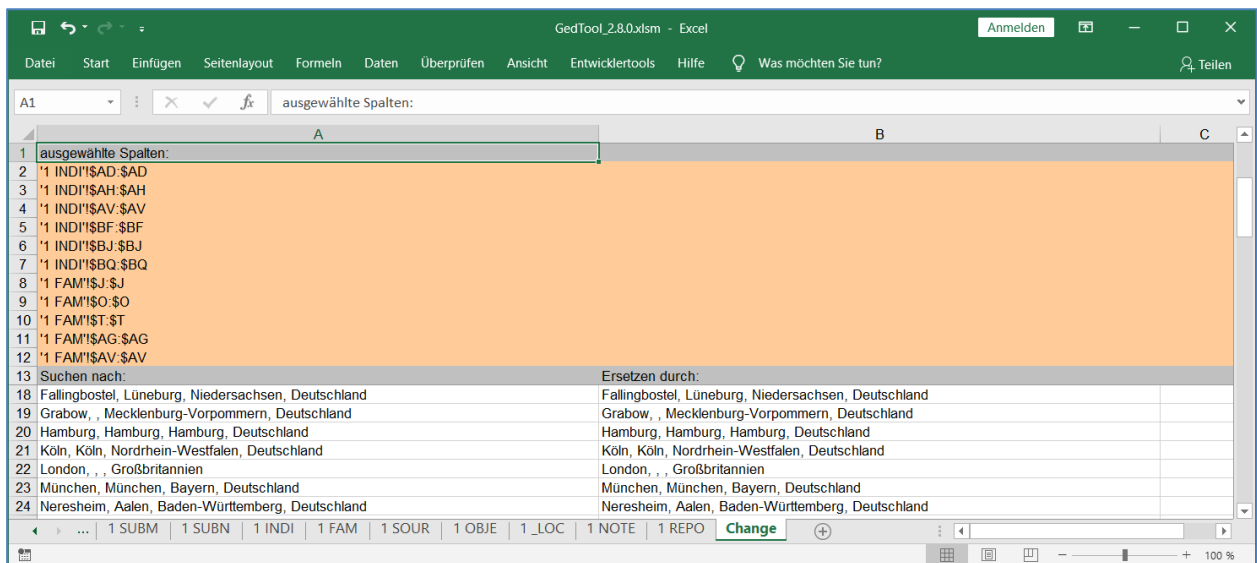 GedTool_2.8.0.xlsm - Excel
Anmelden
Datei Start Einfügen Seitenlayout Formeln Daten Überprüfen Ansicht Entwicklertools Hilfe Was möchten Sie tun? Teilen
A1 fx ausgewählte Spalten:
A B C
1 ausgewählte Spalten:
2 '1 INDI'!$AD:$AD
3 '1 INDI'!$AH:$AH
4 '1 INDI'!$AV:$AV
5 '1 INDI'!$BF:$BF
6 '1 INDI'!$BJ:$BJ
7 '1 INDI'!$BQ:$BQ
8 '1 FAM'!$J:$J
9 '1 FAM'!$O:$O
10 '1 FAM'!$T:$T
11 '1 FAM'!$AG:$AG
12 '1 FAM'!$AV:$AV
13 Suchen nach: Ersetzen durch:
18 Fallingbostel, Lüneburg, Niedersachsen, Deutschland Fallingbostel, Lüneburg, Niedersachsen, Deutschland
19 Grabow, , Mecklenburg-Vorpommern, Deutschland Grabow, , Mecklenburg-Vorpommern, Deutschland
20 Hamburg, Hamburg, Hamburg, Deutschland Hamburg, Hamburg, Hamburg, Deutschland
21 Köln, Köln, Nordrhein-Westfalen, Deutschland Köln, Köln, Nordrhein-Westfalen, Deutschland
22 London, , , Großbritannien London, , , Großbritannien
23 München, München, Bayern, Deutschland München, München, Bayern, Deutschland
24 Neresheim, Aalen, Baden-Württemberg, Deutschland Neresheim, Aalen, Baden-Württemberg, Deutschland
... 1 SUBM 1 SUBN 1 INDI 1 FAM 1 SOUR 1 OBJE 1 _LOC 1 NOTE 1 REPO Change
100 %